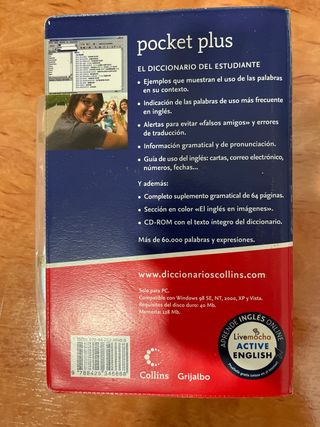 pocket plus
EL DICCIONARIO DEL ESTUDIANTE
• Ejemplos que muestran el uso de las palabras
en su contexto.
• Indicación de las palabras de uso más frecuente
en inglés.
• Alertas para evitar «falsos amigos» y errores
de traducción.
• Información gramatical y de pronunciación.
• Guía de uso del inglés: cartas, correo electrónico,
números, fechas...
Y además:
• Completo suplemento gramatical de 64 páginas.
• Sección en color «El inglés en imágenes».
• CD-ROM con el texto íntegro del diccionario.
Más de 60.000 palabras y expresiones.
www.diccionarioscollins.com
Solo para PC.
Compatible con Windows 98 SE, NT, 2000, XP y Vista.
Requisitos del disco duro: 40 Mb.
Memoria: 128 Mb.
9 788425 346668
Collins
Grijalbo
APRENDE INGLÉS ONLINE
Livemocha
ACTIVE
ENGLISH